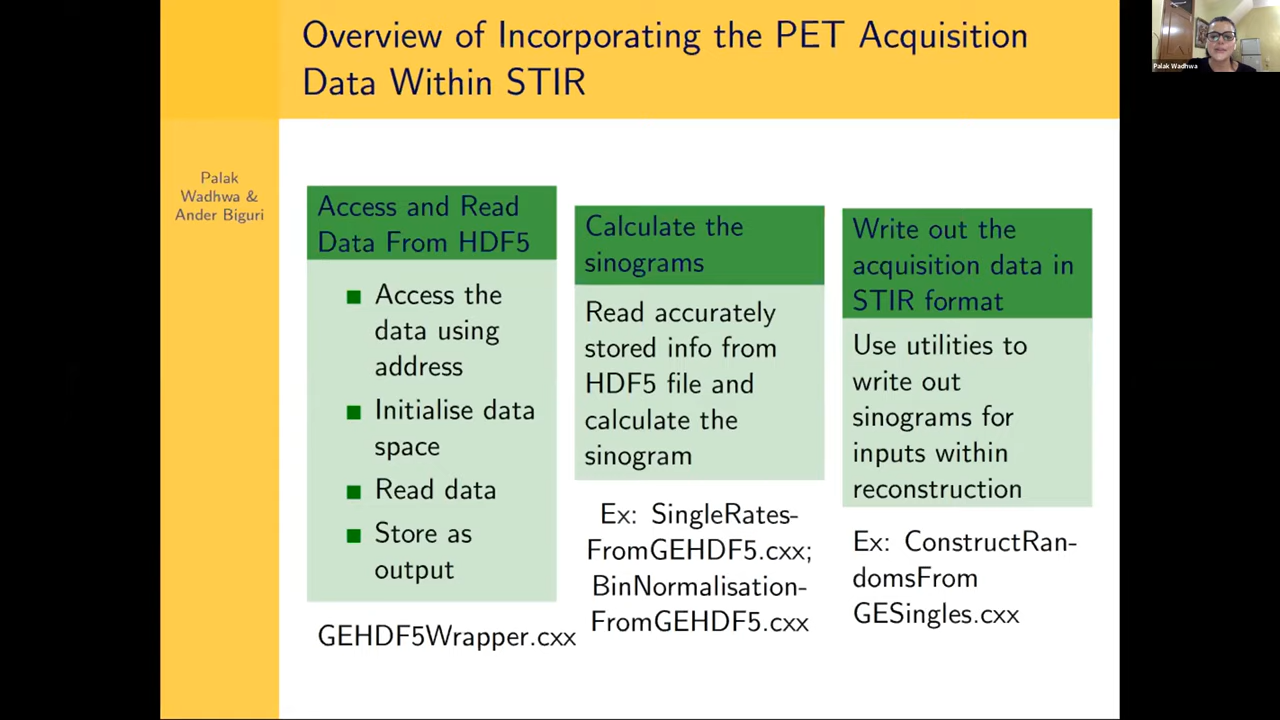 Overview of Incorporating the PET Acquisition
Data Within STIR
Palak Wadhwa
Palak
Wadhwa &
Ander Biguri
Access and Read
Data From HDF5
Access the
data using
address
Initialise data
space
Read data
Store as
output
GEHDF5Wrapper.cxx
Calculate the
sinograms
Read accurately
stored info from
HDF5 file and
calculate the
sinogram
Ex: SingleRates-
FromGEHDF5.cxx;
BinNormalisation-
FromGEHDF5.cxx
Write out the
acquisition data in
STIR format
Use utilities to
write out
sinograms for
inputs within
reconstruction
Ex: ConstructRan-
domsFrom
GESingles.cxx